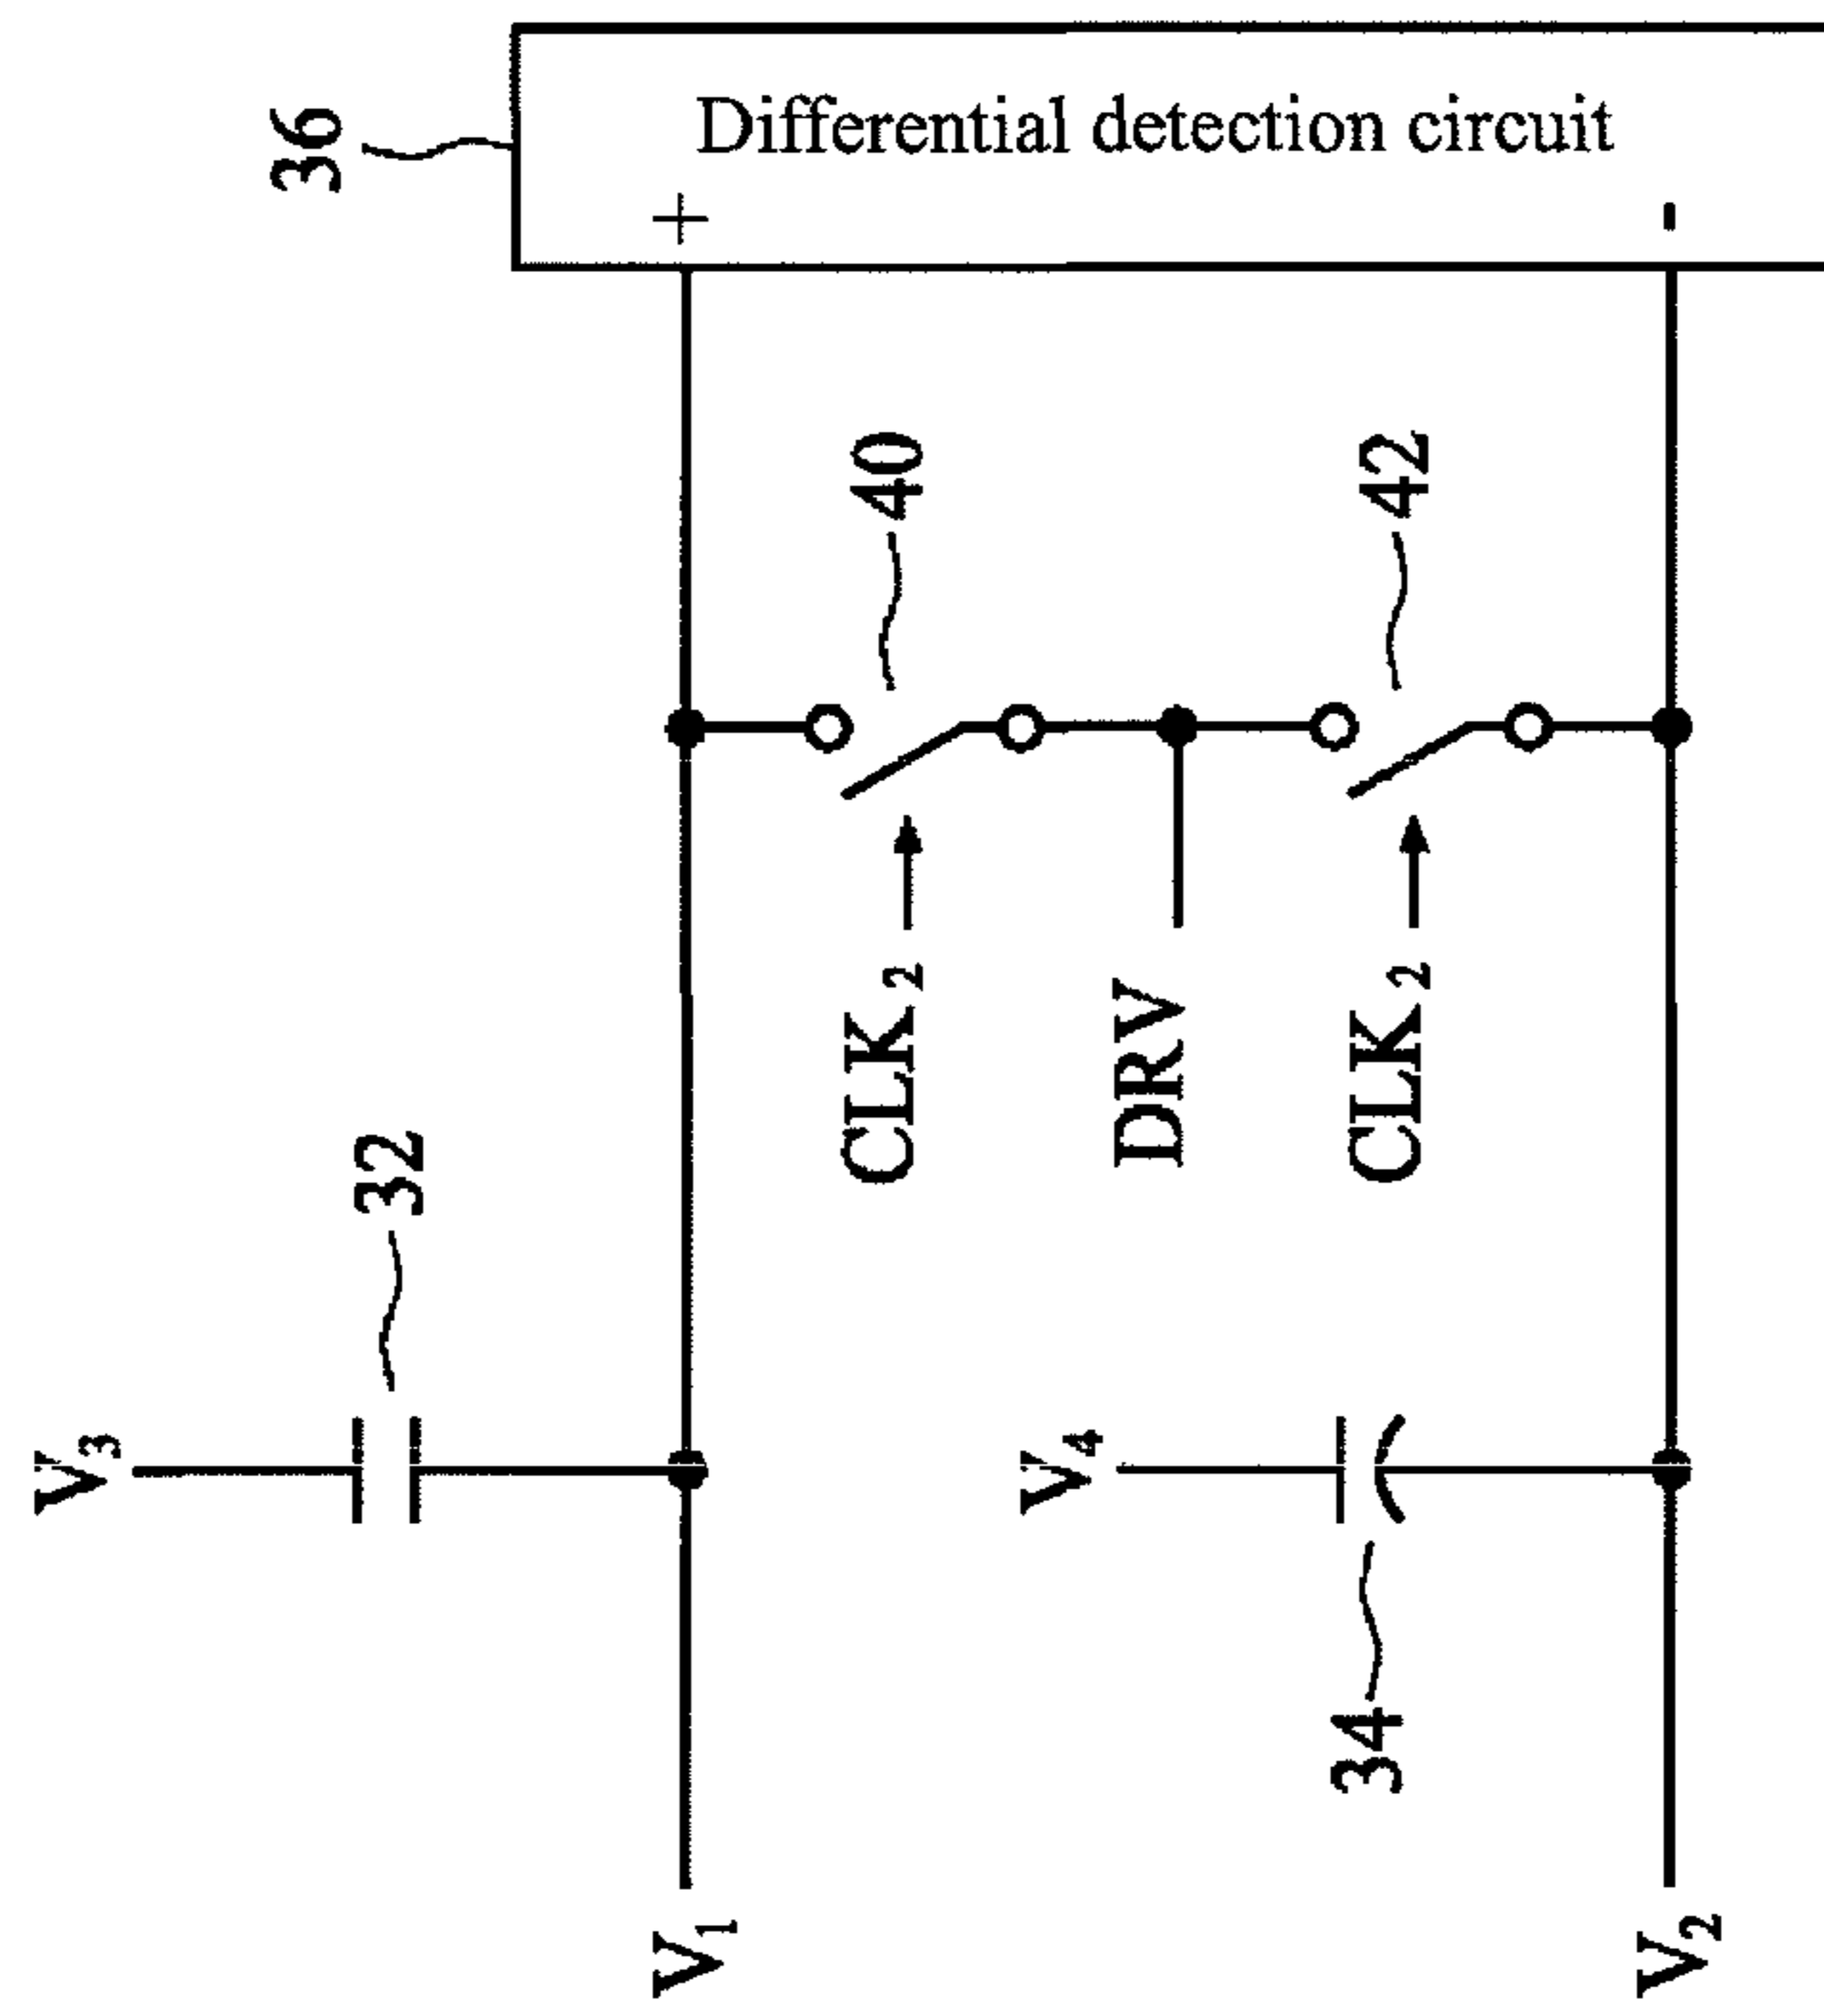 36
Differential detection circuit
+
-
40
42
CLK2
DRV
CLK2
32
V3
V4
34
V1
V2